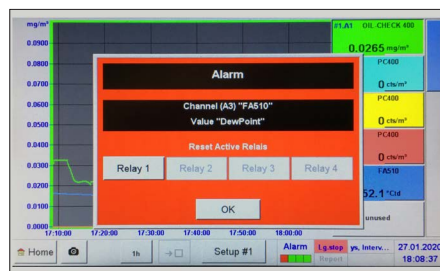 mg/m³
#1.A1 OIL-CHECK 400
0.0900
0.0265 mg/m³
0.0800
PC400
0 cts/m³
0.0700
0.0600
PC400
0 cts/m³
0.0500
0.0400
PC400
0 cts/m³
0.0300
FA510
0.0200
52.1 °Ctd
0.0100
unused
0.0000
17:10:00 17:20:00 17:30:00 17:40:00 17:50:00 18:00:00
Alarm
Channel (A3) "FA510"
Value "DewPoint"
Reset Active Relais
Relay 1 Relay 2 Relay 3 Relay 4
OK
Home 1h Setup #1 Alarm Lg.stop ys, Interv... 27.01.2020
Report 18:08:37